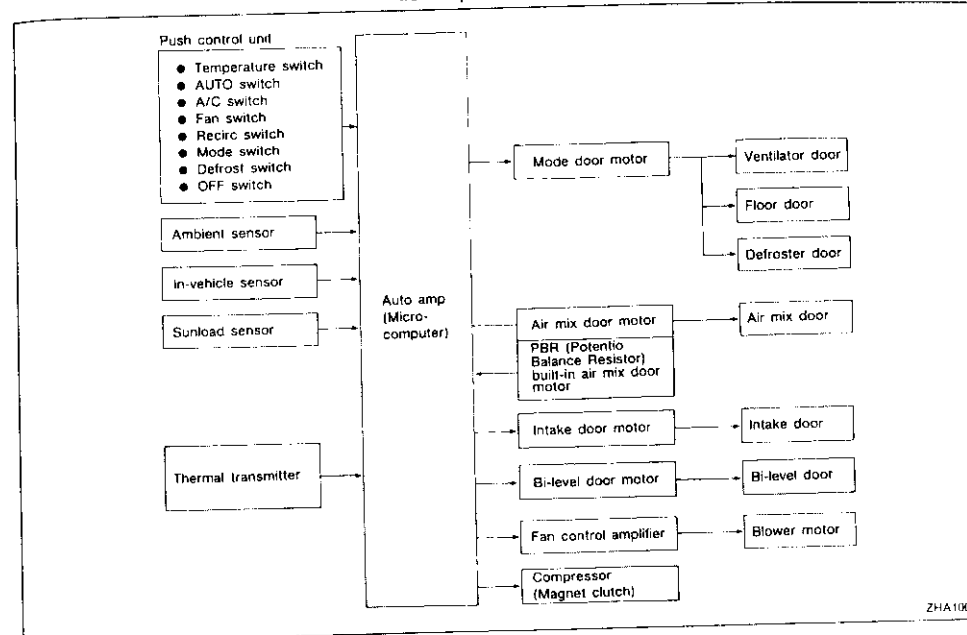 Push control unit
● Temperature switch
● AUTO switch
● A/C switch
● Fan switch
● Recirc switch
● Mode switch
● Defrost switch
● OFF switch
Ambient sensor
In-vehicle sensor
Sunload sensor
Thermal transmitter
Auto amp
(Micro-
computer)
Mode door motor
Ventilator door
Floor door
Defroster door
Air mix door motor
PBR (Potentio
Balance Resistor)
built-in air mix door
motor
Air mix door
Intake door motor
Intake door
Bi-level door motor
Bi-level door
Fan control amplifier
Blower motor
Compressor
(Magnet clutch)